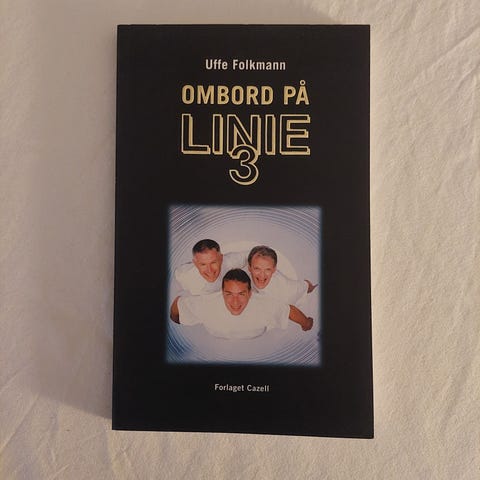 Uffe Folkmann
OMBORD PÅ
LINIE
3
Forlaget Cazell